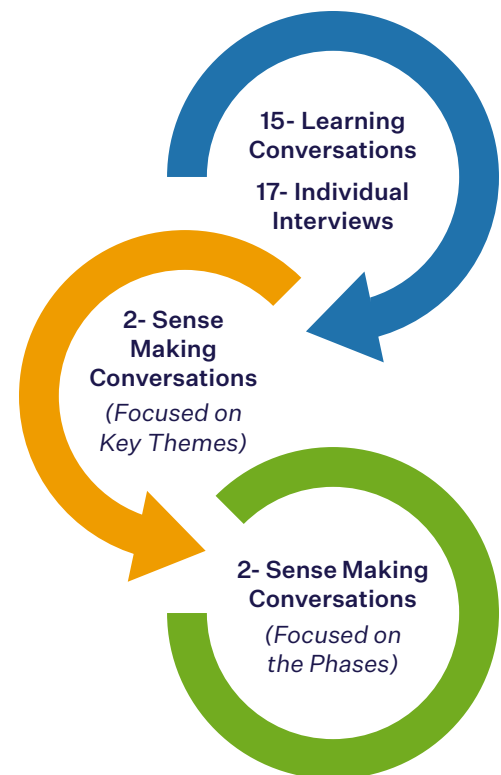 15- Learning
Conversations
17- Individual
Interviews
2- Sense
Making
Conversations
(Focused on
Key Themes)
2- Sense Making
Conversations
(Focused on
the Phases)